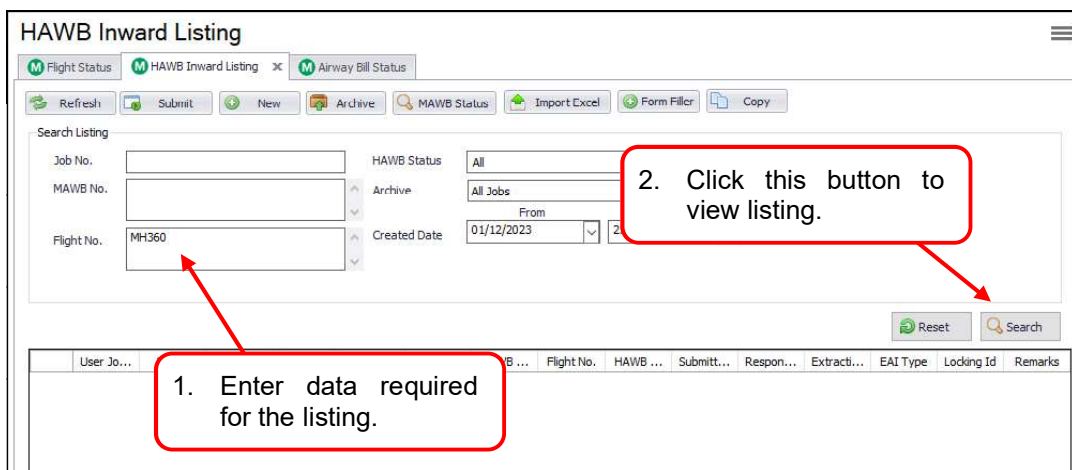 HAWB Inward Listing
M Flight Status M HAWB Inward Listing x M Airway Bill Status
Refresh Submit New Archive MAWB Status Import Excel Form Filler Copy
Search Listing
Job No. HAWB Status All
MAWB No. Archive All Jobs
From
Flight No. MH360 Created Date 01/12/2023
2. Click this button to
view listing.
Reset Search
User Jo... Flight No. HAWB ... Submitt... Respon... Extracti... EAI Type Locking Id Remarks
1. Enter data required
for the listing.